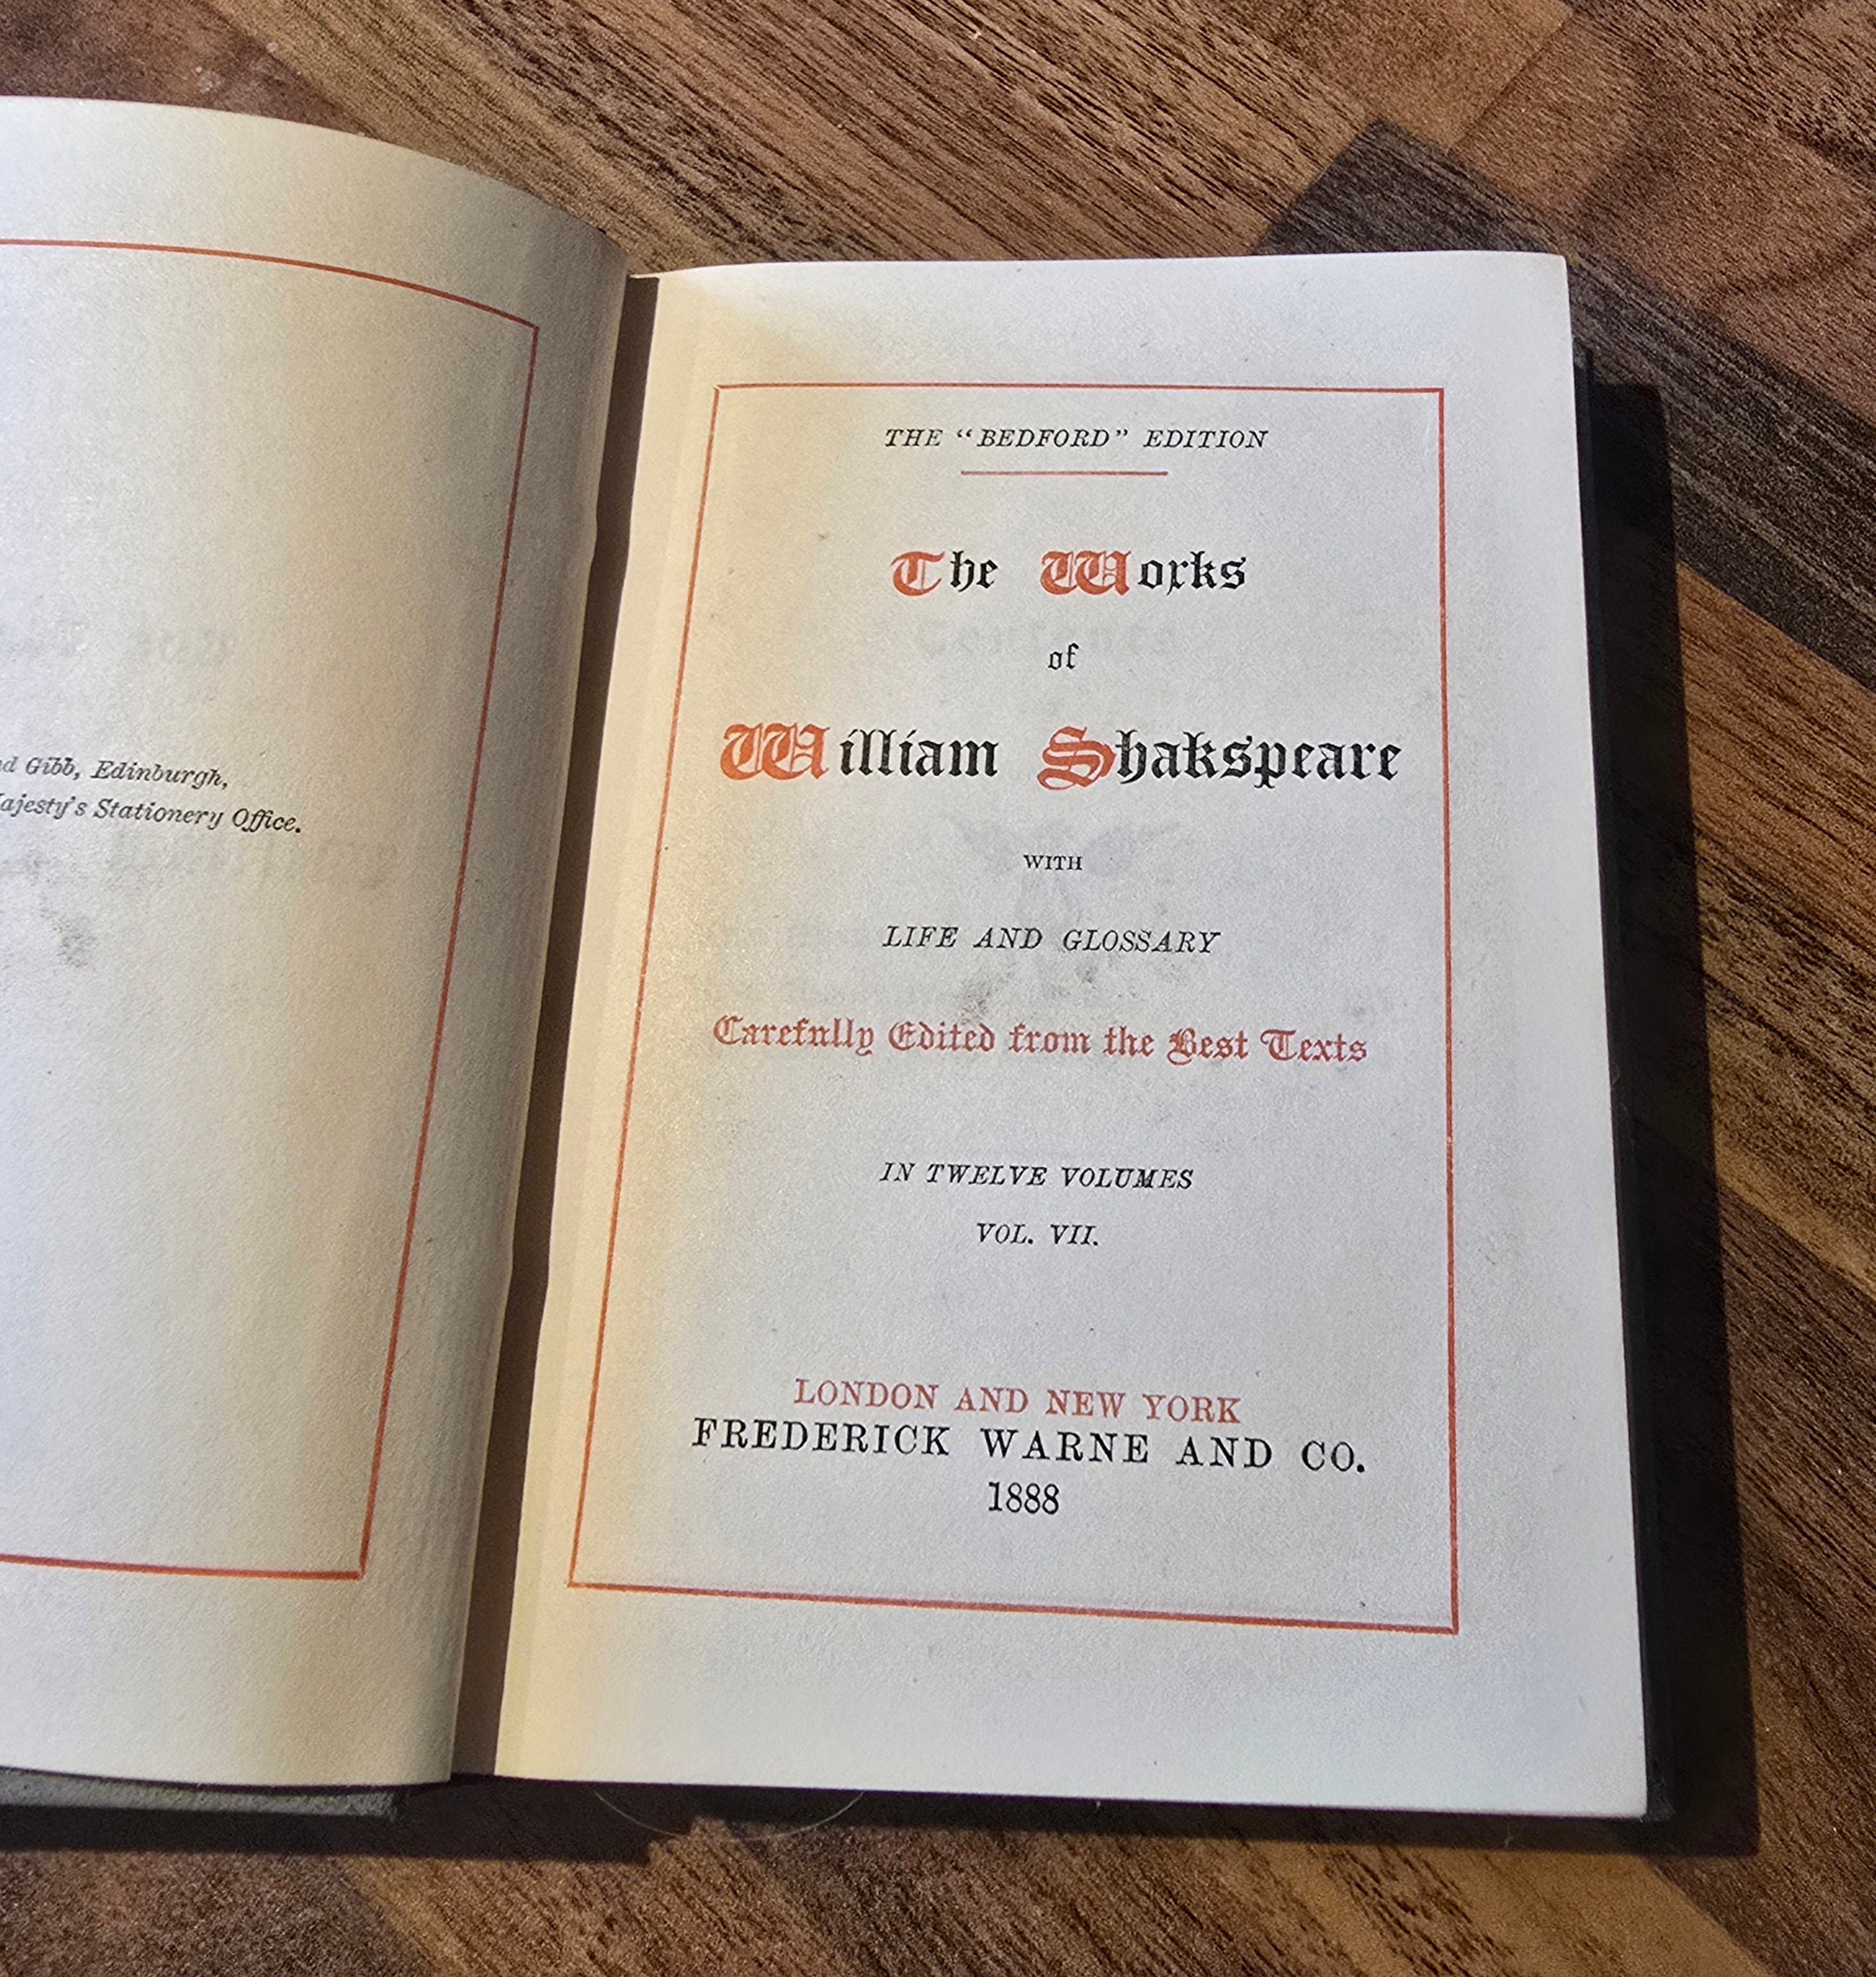 Gibb, Edinburgh,
Stationery Office.
THE "BEDFORD" EDITION
The Works
of
William Shakspeare
WITH
LIFE AND GLOSSARY
Carefully Edited from the Best Texts
IN TWELVE VOLUMES
VOL. VII.
LONDON AND NEW YORK
FREDERICK WARNE AND CO.
1888